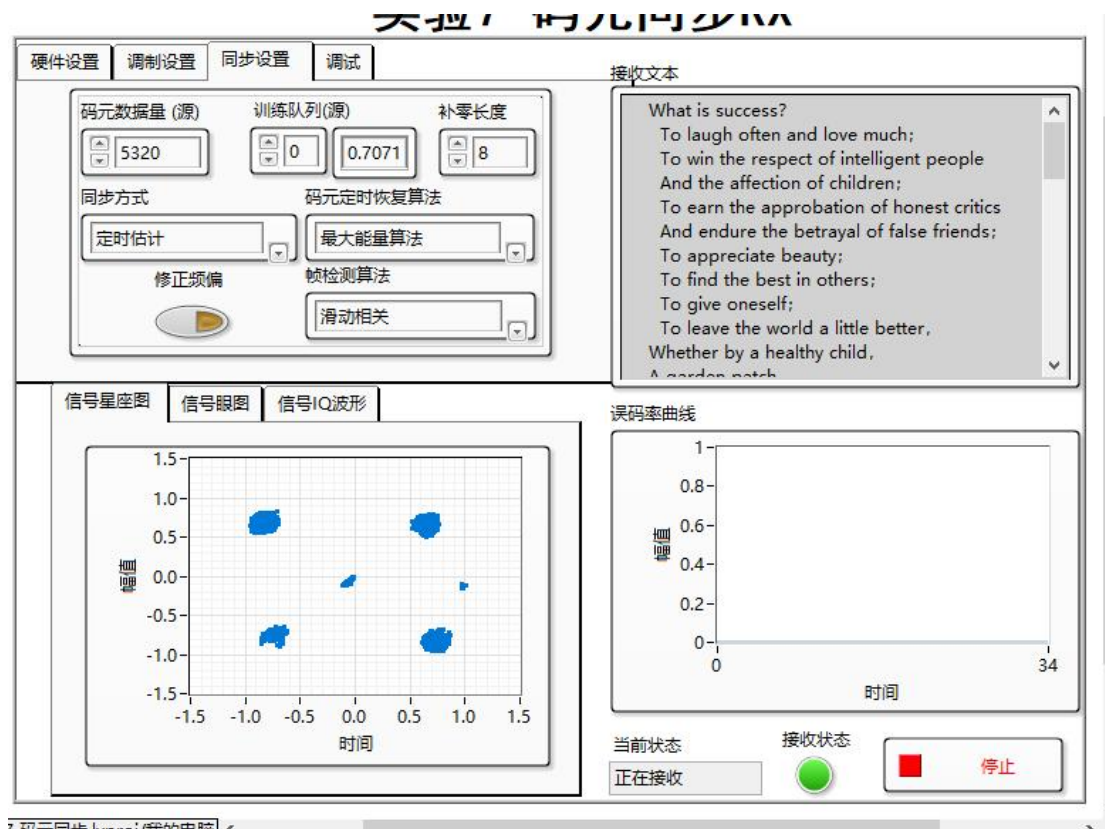 实验7 码元同步RX
硬件设置 调制设置 同步设置 调试
码元数据量 (源) 训练队列(源) 补零长度
5320 0 0.7071 8
同步方式 码元定时恢复算法
定时估计 最大能量算法
修正频偏 帧检测算法
滑动相关
接收文本
What is success?
To laugh often and love much;
To win the respect of intelligent people
And the affection of children;
To earn the approbation of honest critics
And endure the betrayal of false friends;
To appreciate beauty;
To find the best in others;
To give oneself;
To leave the world a little better,
Whether by a healthy child,
A garden patch
信号星座图 信号眼图 信号IQ波形
幅值
1.5
1.0
0.5
0.0
-0.5
-1.0
-1.5
-1.5 -1.0 -0.5 0.0 0.5 1.0 1.5
时间
误码率曲线
幅值
1
0.8
0.6
0.4
0.2
0
0 34
时间
当前状态 接收状态
正在接收 停止